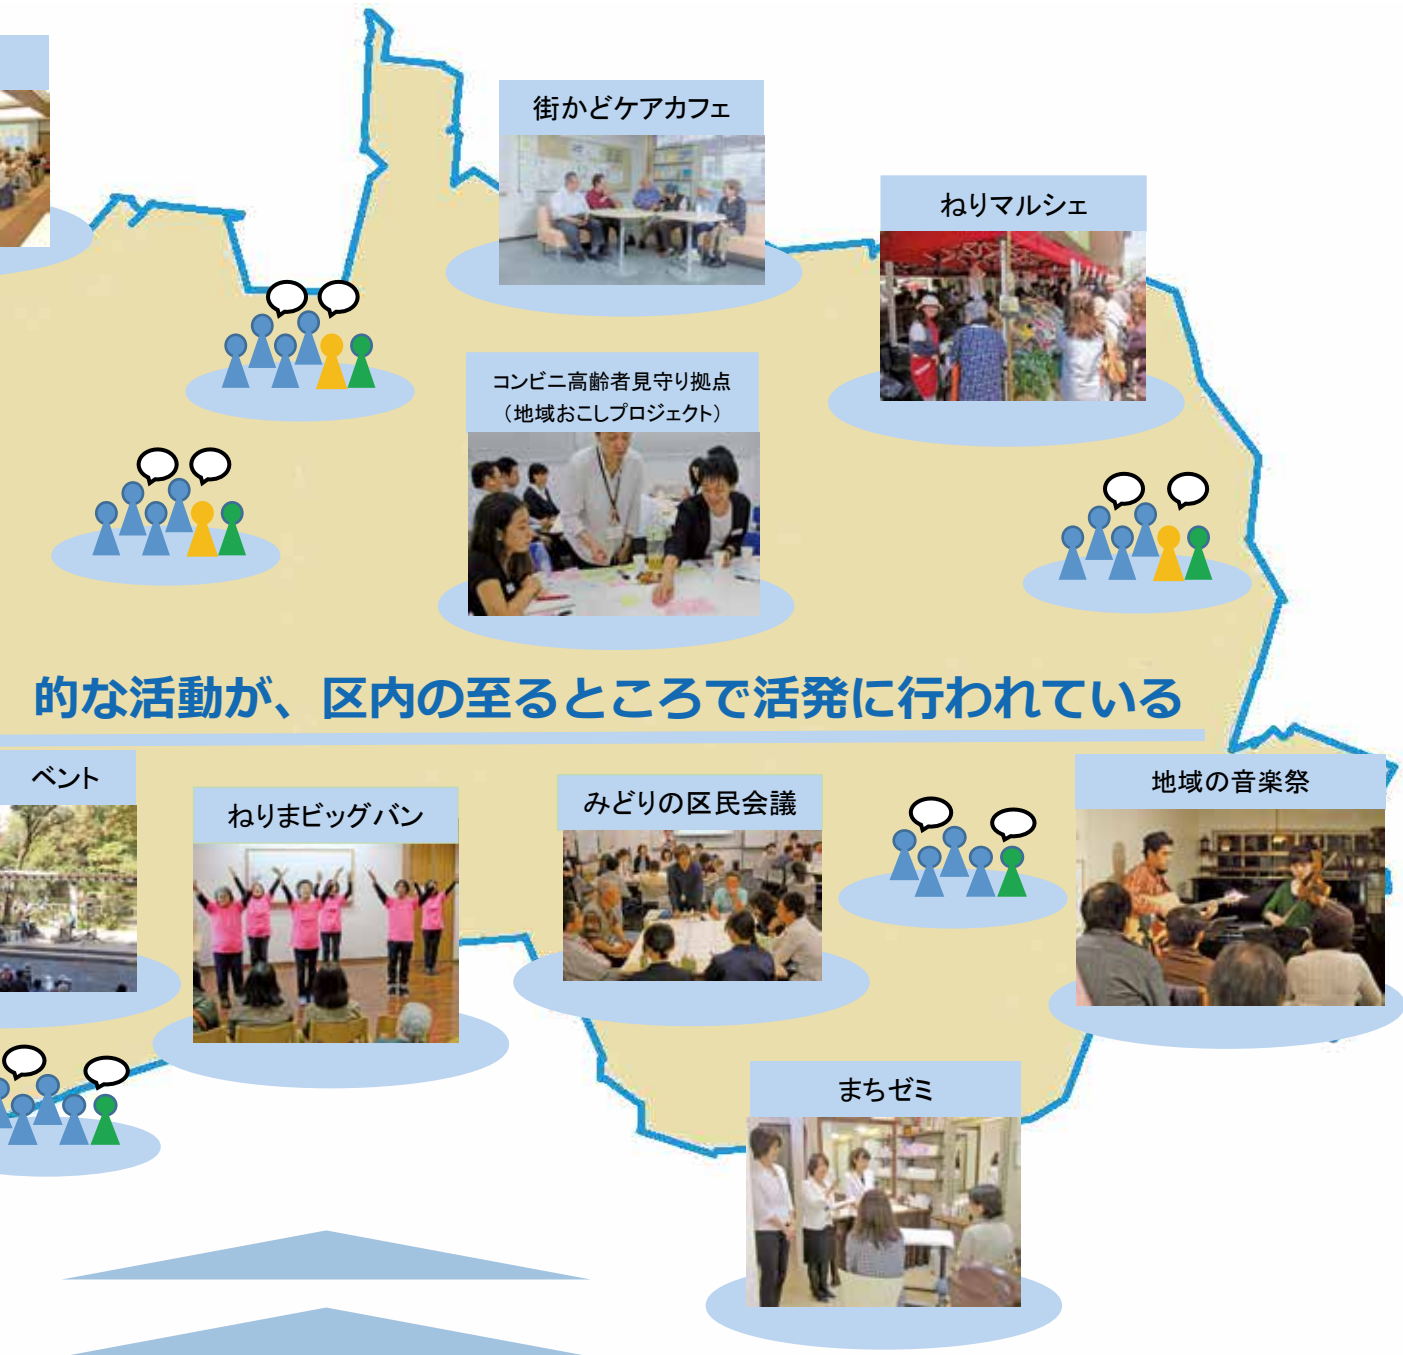 街かどケアカフェ
ねりマルシェ
コンビニ高齢者見守り拠点
（地域おこしプロジェクト）
的な活動が、区内の至るところで活発に行われている
ベント
ねりまビッグバン
みどりの区民会議
地域の音楽祭
まちゼミ